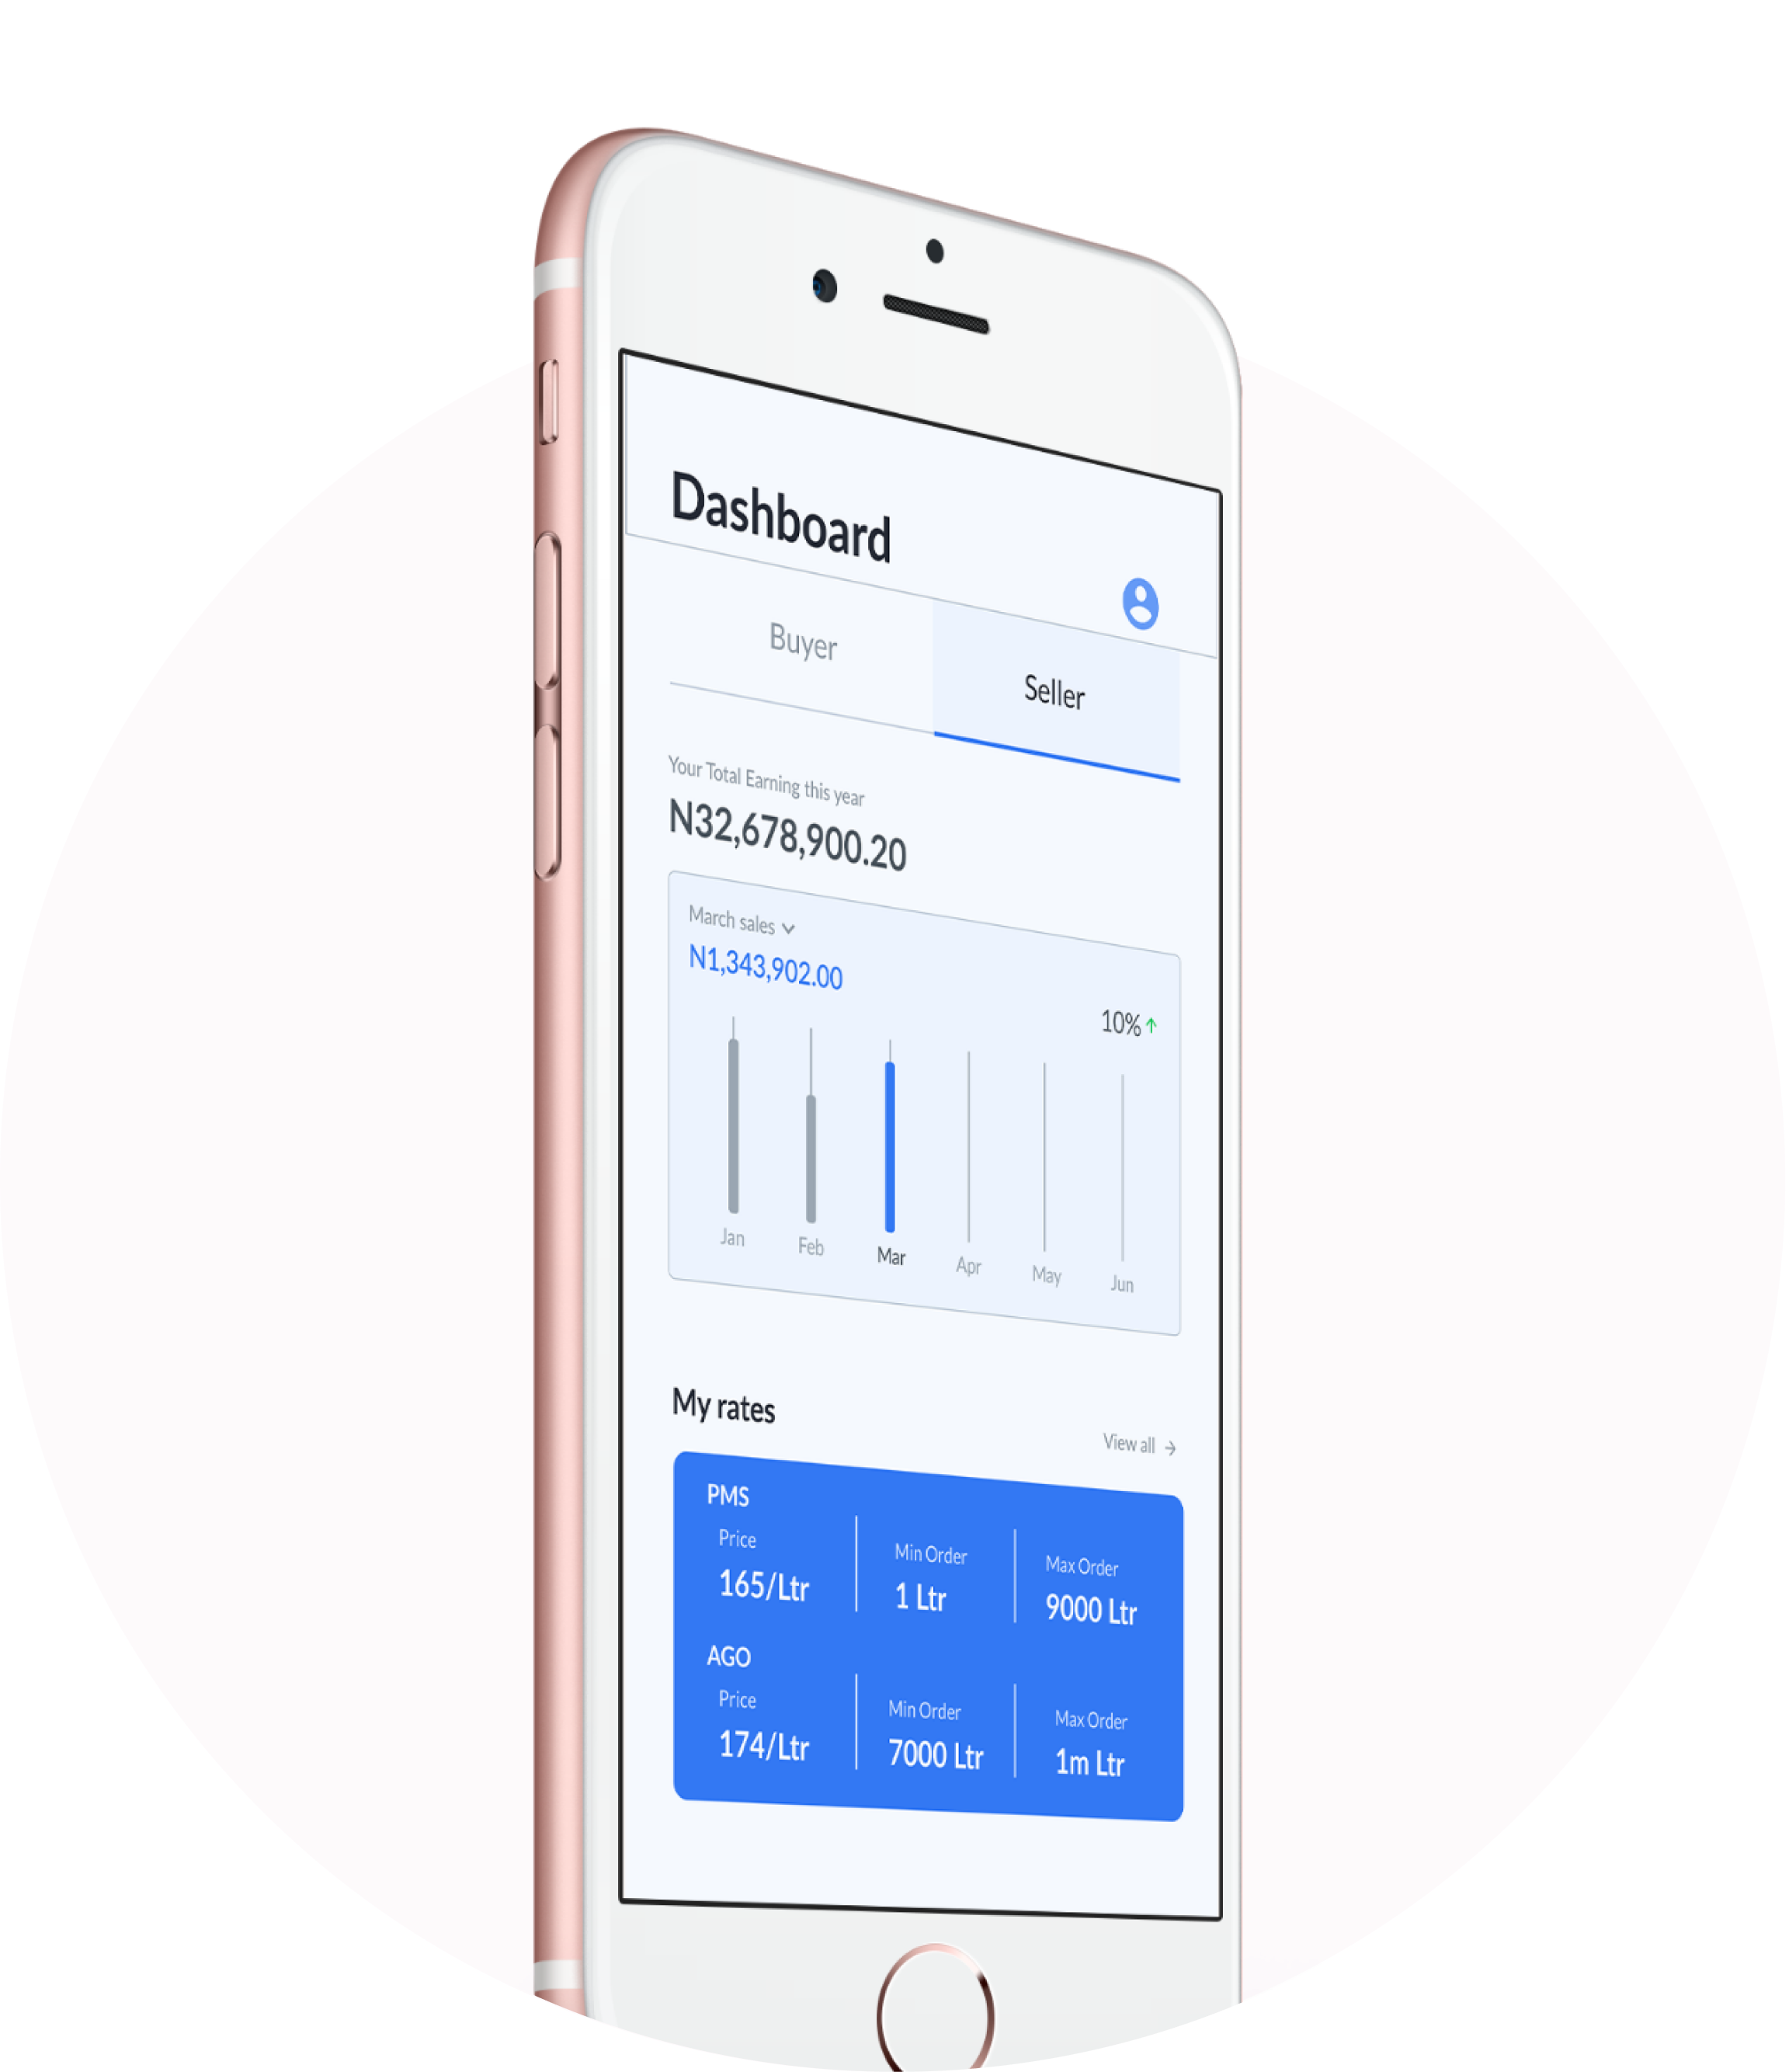 Dashboard
Buyer
Seller
Your Total Earning this year
N32,678,900.20
March sales
N1,343,902.00
10%
Jan Feb Mar Apr May Jun
My rates
View all
PMS
Price Min Order Max Order
165/Ltr 1 Ltr 9000 Ltr
AGO
Price Min Order Max Order
174/Ltr 7000 Ltr 1m Ltr